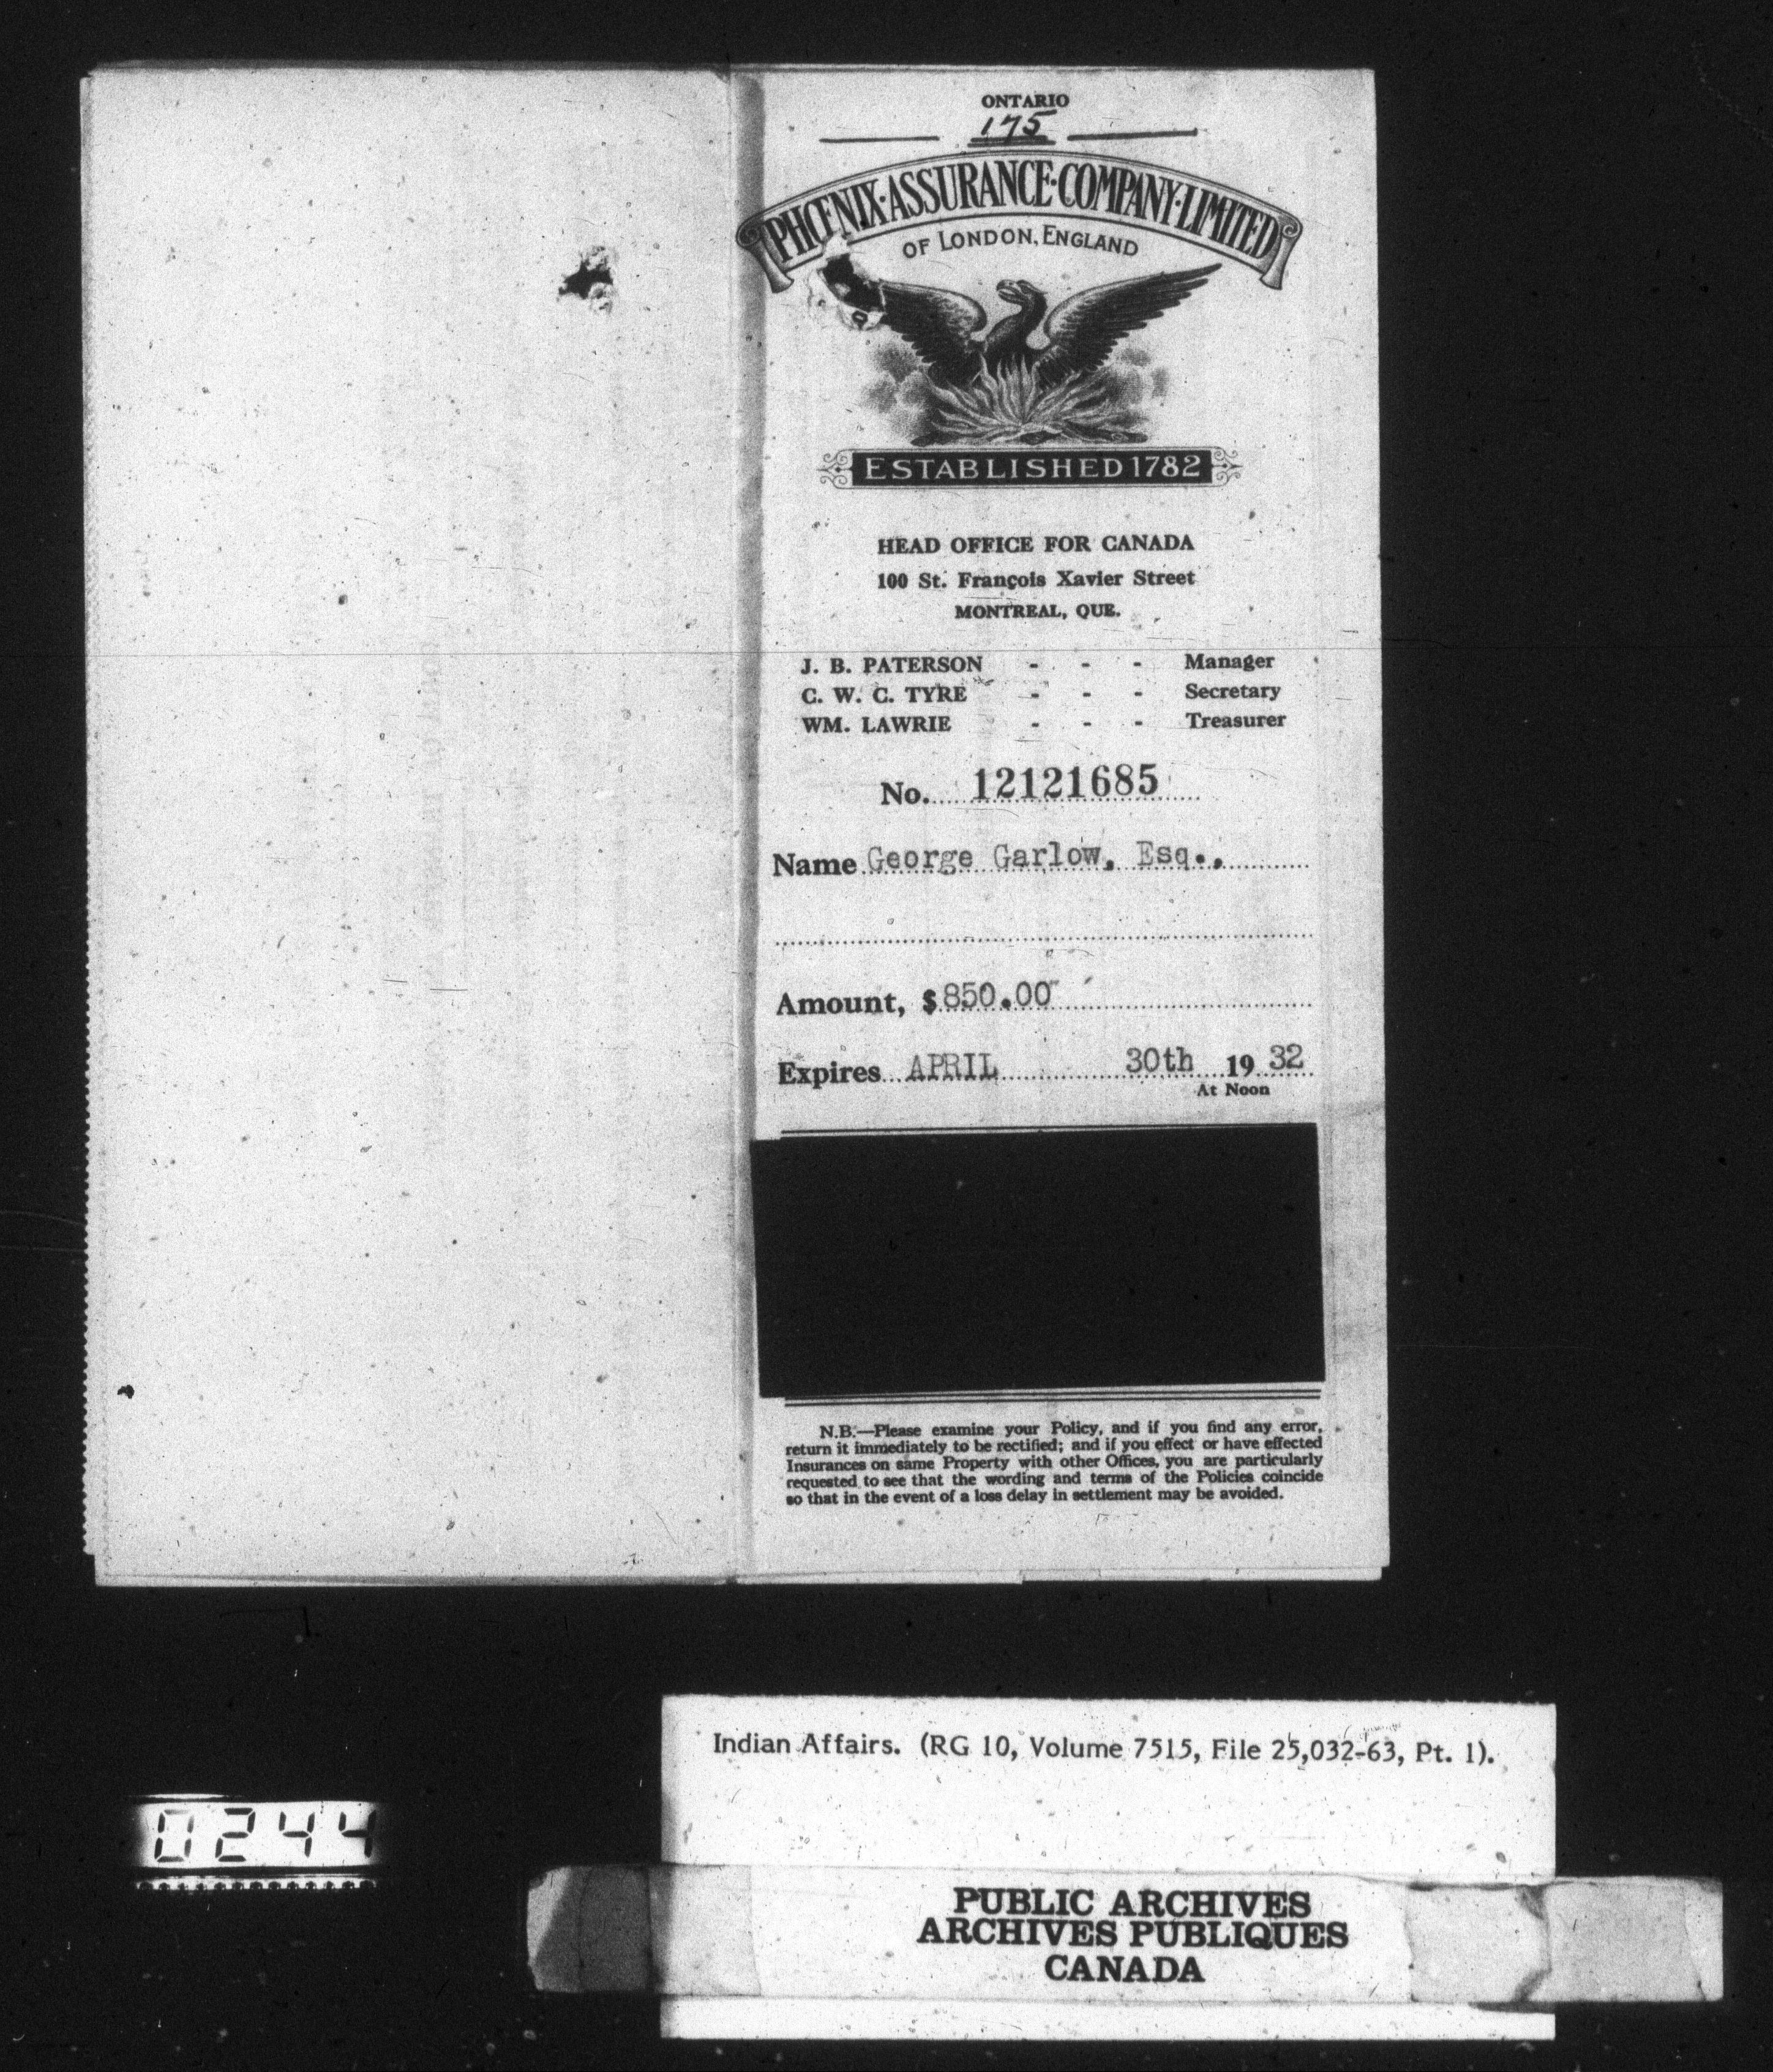 ONTARIO
175
PHŒNIX·ASSURANCE·COMPANY·LIMITED
OF LONDON, ENGLAND
ESTABLISHED 1782
HEAD OFFICE FOR CANADA
100 St. François Xavier Street
MONTREAL, QUE.
J. B. PATERSON - - - Manager
C. W. C. TYRE - - - Secretary
WM. LAWRIE - - - Treasurer
No. 12121685
Name George Garlow, Esq.,
Amount, $850.00
Expires APRIL 30th 19 32
At Noon
N.B.—Please examine your Policy, and if you find any error,
return it immediately to be rectified; and if you effect or have effected
Insurances on same Property with other Offices, you are particularly
requested to see that the wording and terms of the Policies coincide
so that in the event of a loss delay in settlement may be avoided.
Indian Affairs. (RG 10, Volume 7515, File 25,032-63, Pt. 1).
0244
PUBLIC ARCHIVES
ARCHIVES PUBLIQUES
CANADA